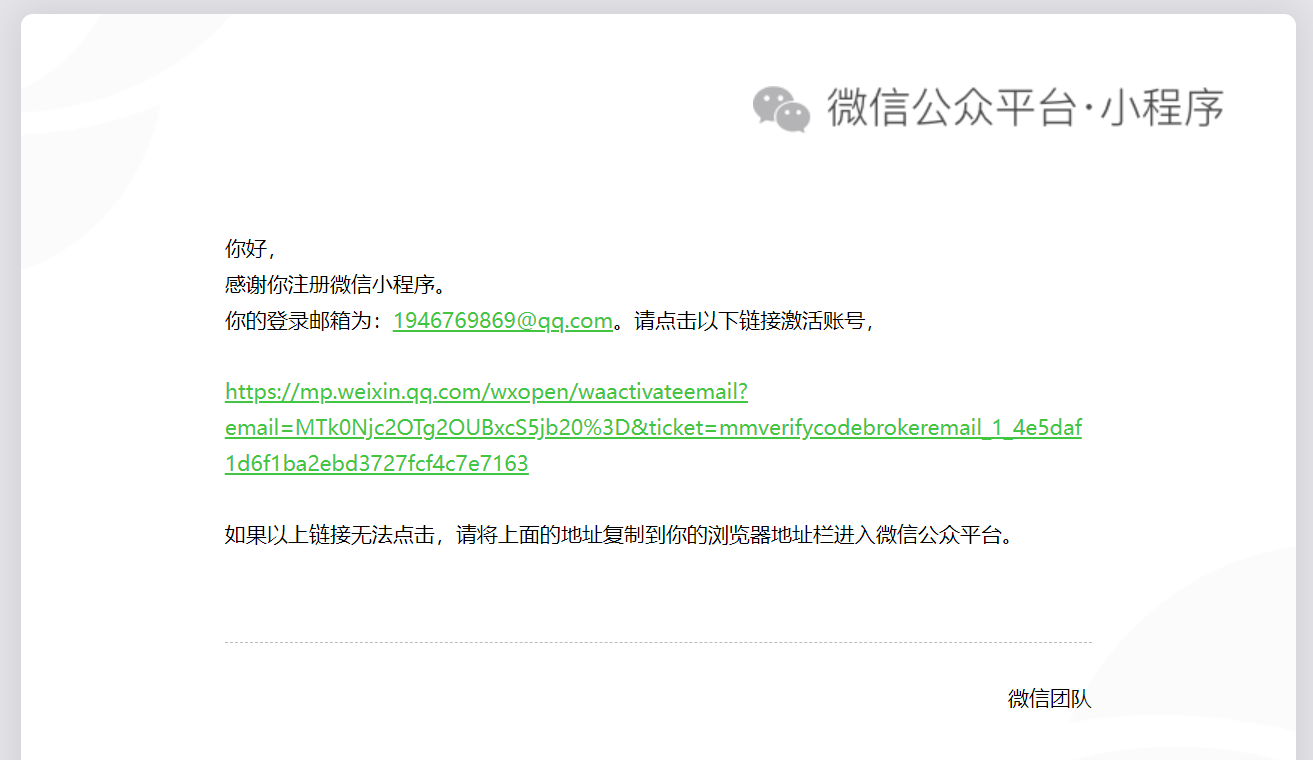 微信公众平台·小程序
你好，
感谢你注册微信小程序。
你的登录邮箱为：1946769869@qq.com。请点击以下链接激活账号，
https://mp.weixin.qq.com/wxopen/waactivateemail?
email=MTk0Njc2OTg2OUBxcS5jb20%3D&ticket=mmverifycodebrokeremail_1_4e5daf
1d6f1ba2ebd3727fcf4c7e7163
如果以上链接无法点击，请将上面的地址复制到你的浏览器地址栏进入微信公众平台。
微信团队